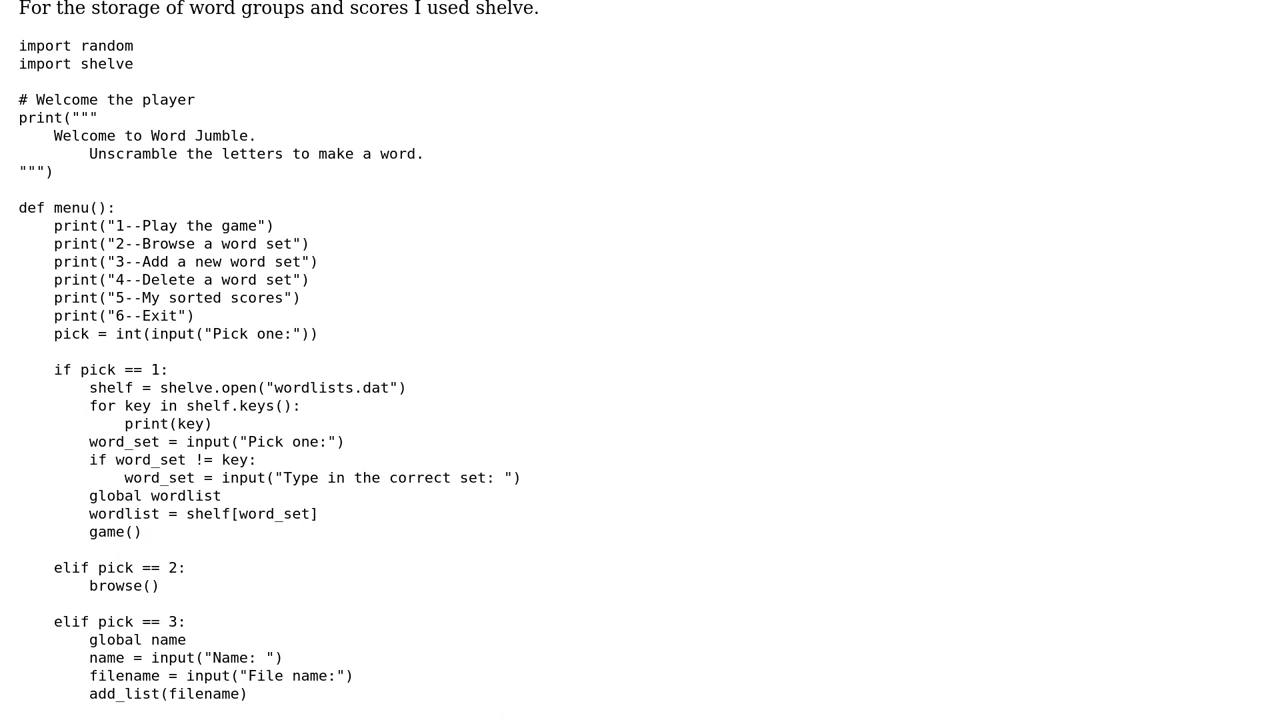 For the storage of word groups and scores I used shelve.
import random
import shelve
# Welcome the player
print("""
    Welcome to Word Jumble.
        Unscramble the letters to make a word.
""")
def menu():
    print("1--Play the game")
    print("2--Browse a word set")
    print("3--Add a new word set")
    print("4--Delete a word set")
    print("5--My sorted scores")
    print("6--Exit")
    pick = int(input("Pick one:"))
    if pick == 1:
        shelf = shelve.open("wordlists.dat")
        for key in shelf.keys():
            print(key)
        word_set = input("Pick one:")
        if word_set != key:
            word_set = input("Type in the correct set: ")
        global wordlist
        wordlist = shelf[word_set]
        game()
    elif pick == 2:
        browse()
    elif pick == 3:
        global name
        name = input("Name: ")
        filename = input("File name:")
        add_list(filename)